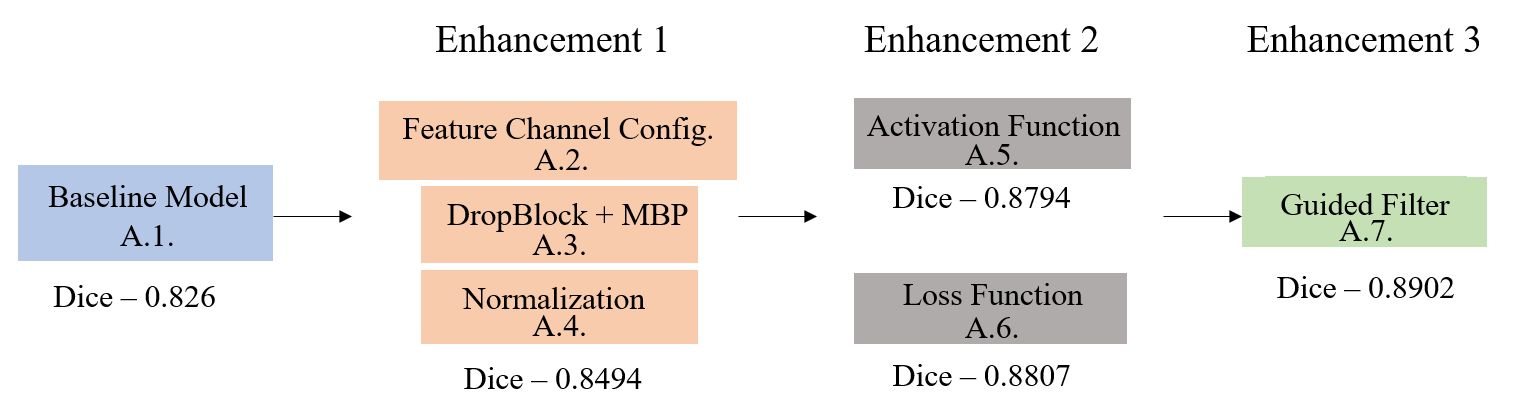 Enhancement 1
Enhancement 2
Enhancement 3
Baseline Model
A.1.
Dice – 0.826
Feature Channel Config.
A.2.
DropBlock + MBP
A.3.
Normalization
A.4.
Dice – 0.8494
Activation Function
A.5.
Dice – 0.8794
Loss Function
A.6.
Dice – 0.8807
Guided Filter
A.7.
Dice – 0.8902